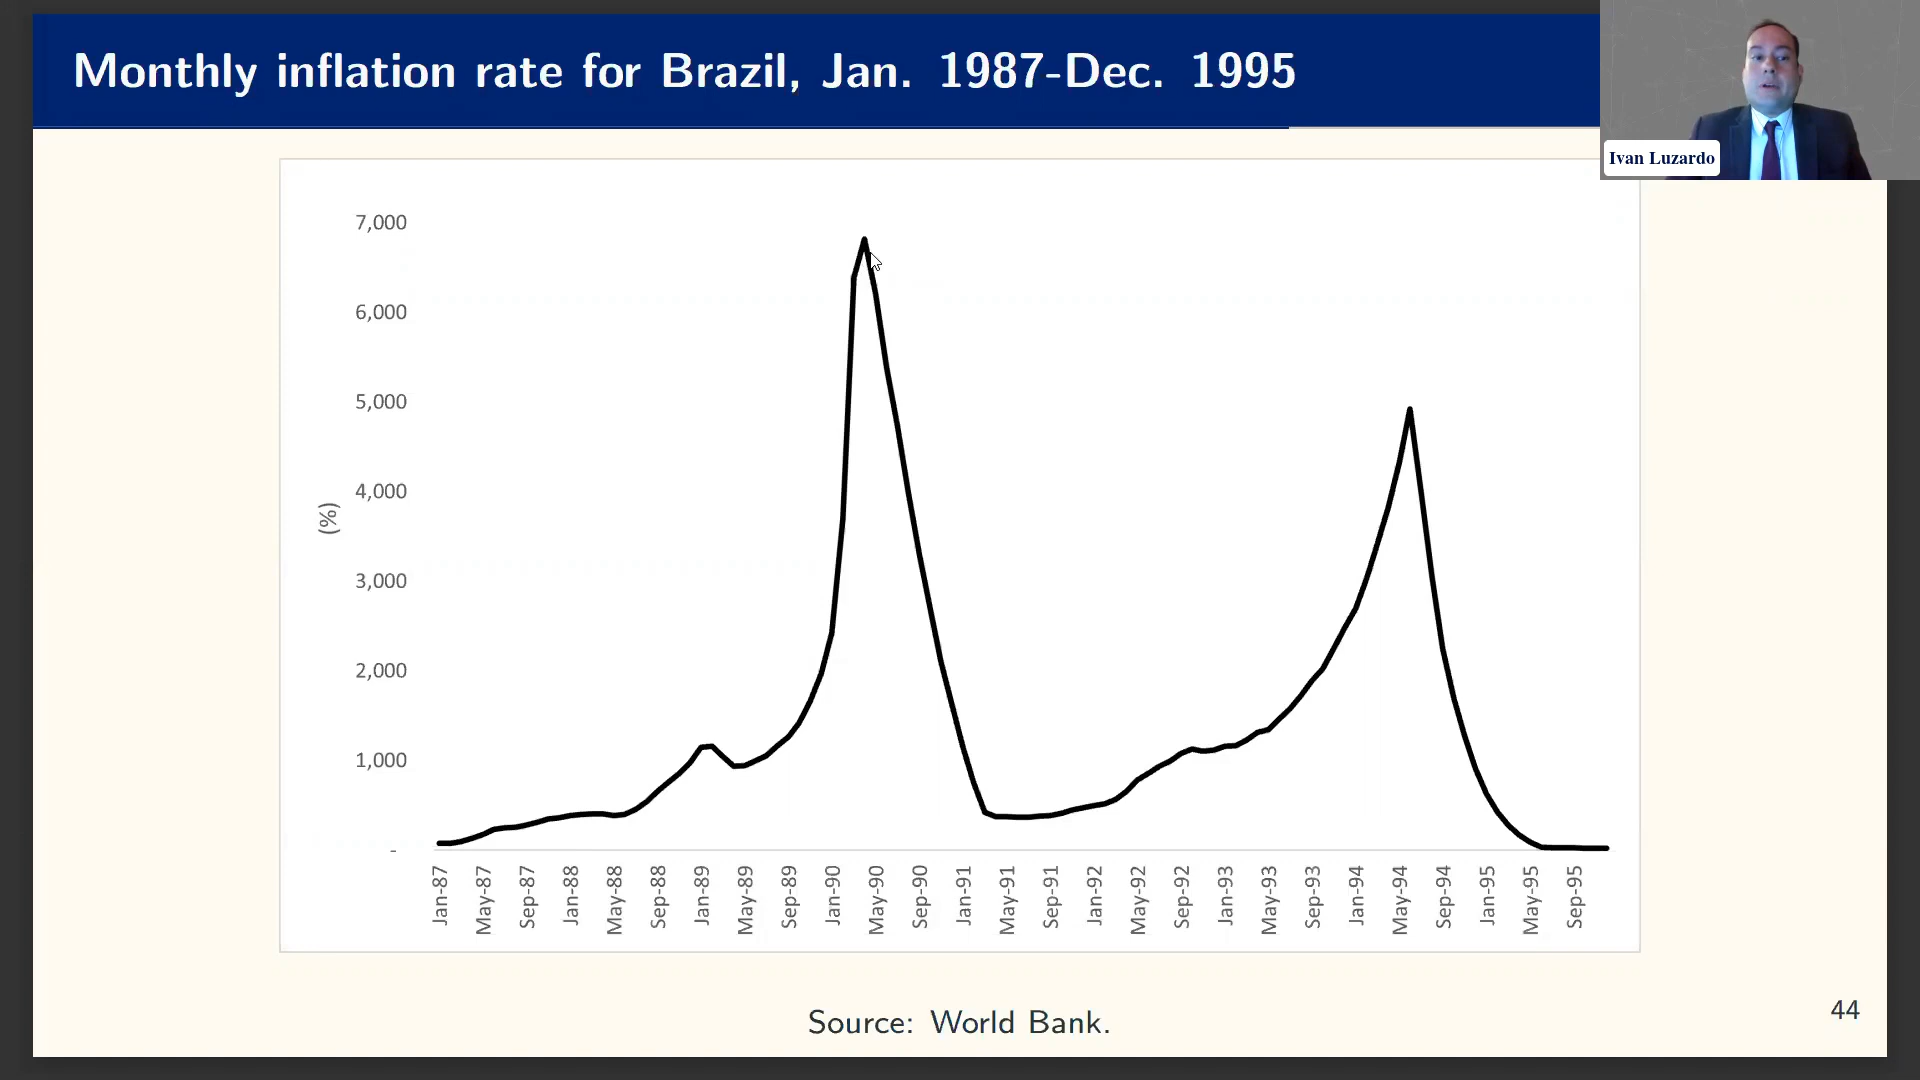 Monthly inflation rate for Brazil, Jan. 1987-Dec. 1995
Ivan Luzardo
7,000
6,000
5,000
4,000
3,000
2,000
1,000
-
(%)
Jan-87
May-87
Sep-87
Jan-88
May-88
Sep-88
Jan-89
May-89
Sep-89
Jan-90
May-90
Sep-90
Jan-91
May-91
Sep-91
Jan-92
May-92
Sep-92
Jan-93
May-93
Sep-93
Jan-94
May-94
Sep-94
Jan-95
May-95
Sep-95
Source: World Bank.
44